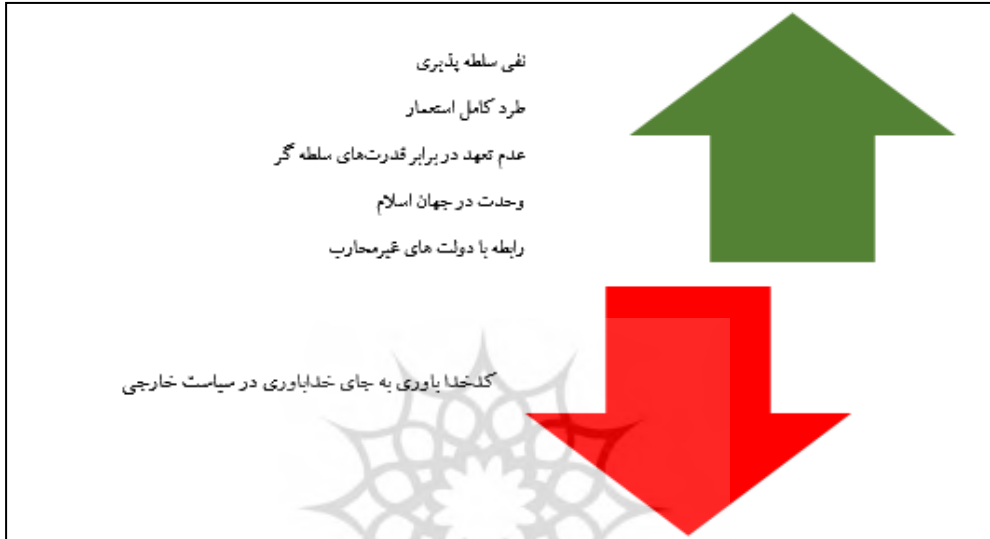 نفی سلطه پذیری
طرد کامل استعمار
عدم تعهد در برابر قدرت‌های سلطه گر
وحدت در جهان اسلام
رابطه با دولت های غیرمحارب
کدخدا باوری به جای خداباوری در سیاست خارجی